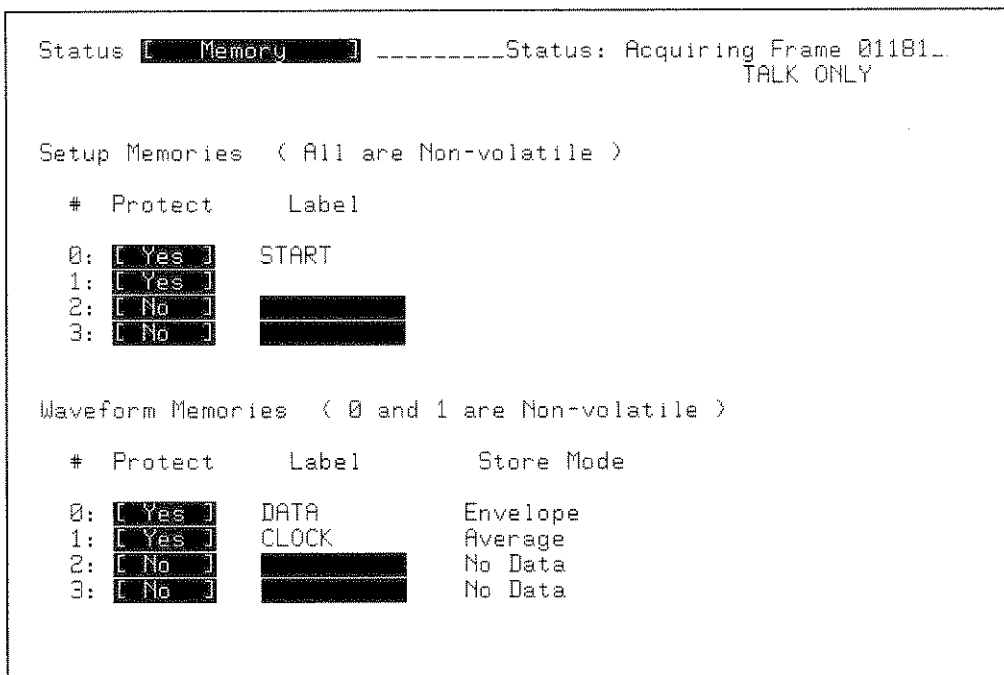 Status [ Memory ] _________Status: Acquiring Frame 01181_.
TALK ONLY
Setup Memories ( All are Non-volatile )
# Protect Label
0: [ Yes ] START
1: [ Yes ]
2: [ No ]
3: [ No ]
Waveform Memories ( 0 and 1 are Non-volatile )
# Protect Label Store Mode
0: [ Yes ] DATA Envelope
1: [ Yes ] CLOCK Average
2: [ No ] No Data
3: [ No ] No Data